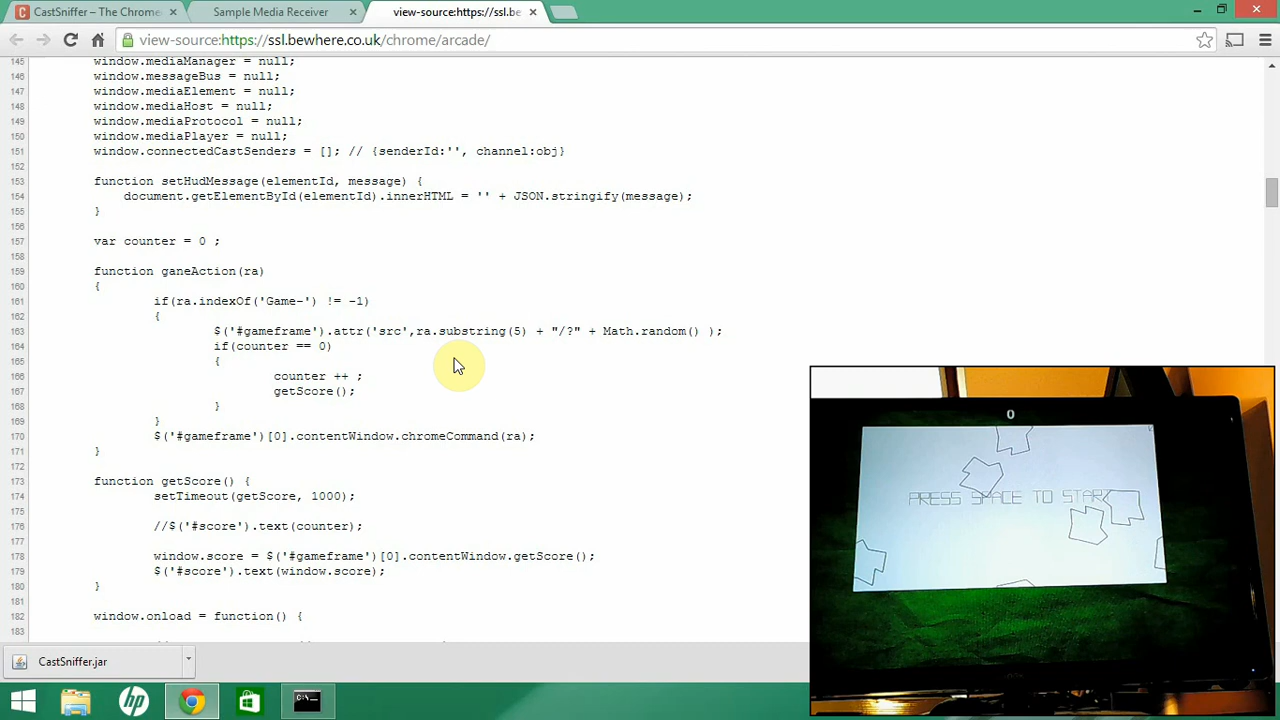 CastSniffer – The Chrome
Sample Media Receiver
view-source:https://ssl.be
view-source:https://ssl.bewhere.co.uk/chrome/arcade/
145 window.mediaManager = null;
146 window.messageBus = null;
147 window.mediaElement = null;
148 window.mediaHost = null;
149 window.mediaProtocol = null;
150 window.mediaPlayer = null;
151 window.connectedCastSenders = []; // {senderId:'', channel:obj}
152
153 function setHudMessage(elementId, message) {
154 document.getElementById(elementId).innerHTML = '' + JSON.stringify(message);
155 }
156
157 var counter = 0 ;
158
159 function ganeAction(ra)
160 {
161 if(ra.indexOf('Game-') != -1)
162 {
163 $('#gameframe').attr('src',ra.substring(5) + "/?" + Math.random() );
164 if(counter == 0)
165 {
166 counter ++ ;
167 getScore();
168 }
169 }
170 $('#gameframe')[0].contentWindow.chromeCommand(ra);
171 }
172
173 function getScore() {
174 setTimeout(getScore, 1000);
175
176 //$('#score').text(counter);
177
178 window.score = $('#gameframe')[0].contentWindow.getScore();
179 $('#score').text(window.score);
180 }
181
182 window.onload = function() {
183
CastSniffer.jar
0
PRESS SPACE TO START